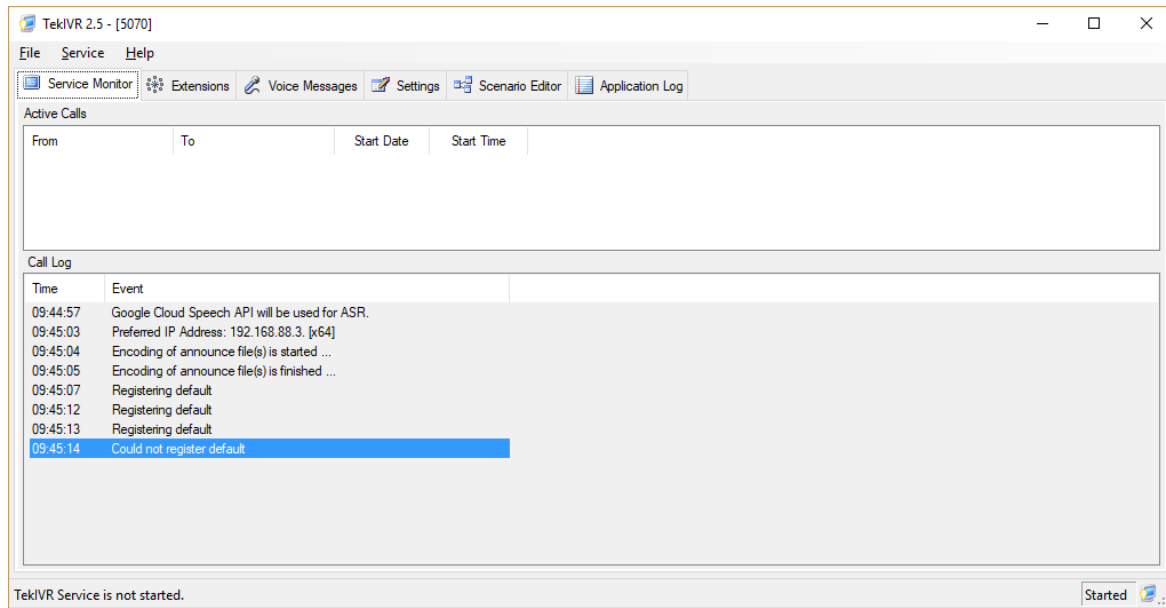 TekIVR 2.5 - [5070]
File Service Help
Service Monitor Extensions Voice Messages Settings Scenario Editor Application Log
Active Calls
From To Start Date Start Time
Call Log
Time Event
09:44:57 Google Cloud Speech API will be used for ASR.
09:45:03 Preferred IP Address: 192.168.88.3. [x64]
09:45:04 Encoding of announce file(s) is started ...
09:45:05 Encoding of announce file(s) is finished ...
09:45:07 Registering default
09:45:12 Registering default
09:45:13 Registering default
09:45:14 Could not register default
TekIVR Service is not started. Started